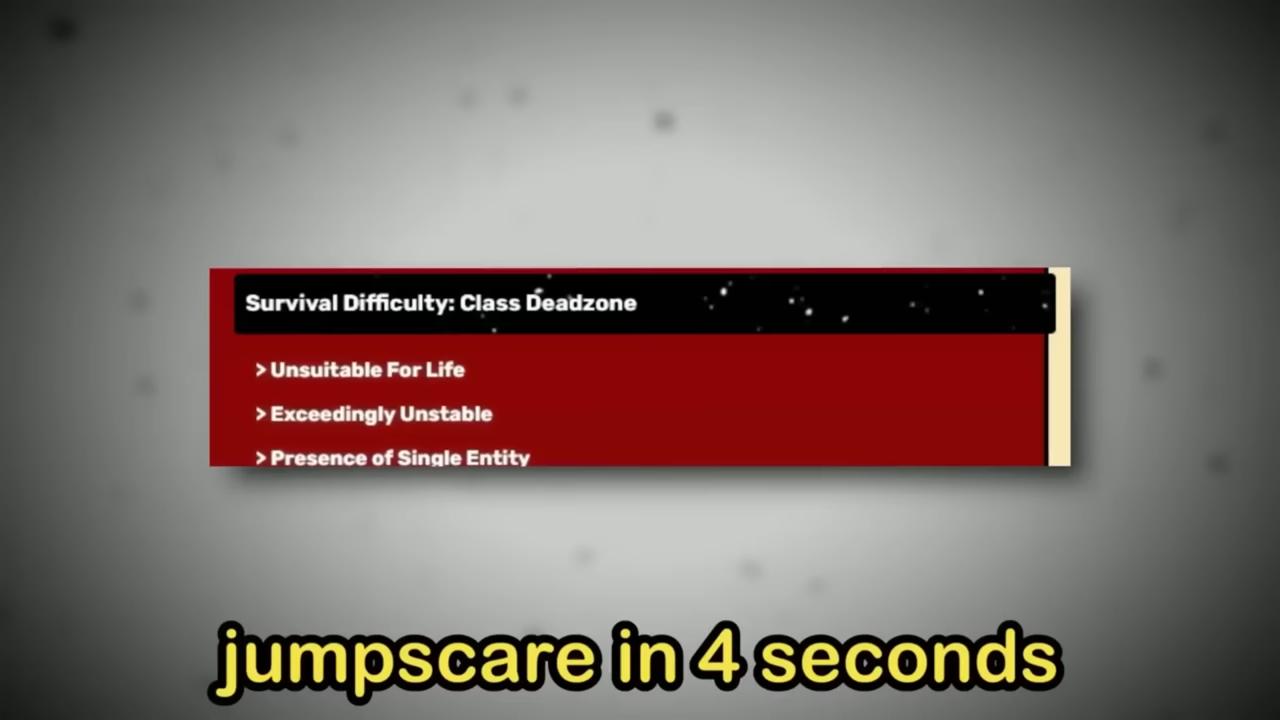 Survival Difficulty: Class Deadzone
> Unsuitable For Life
> Exceedingly Unstable
> Presence of Single Entity
jumpscare in 4 seconds